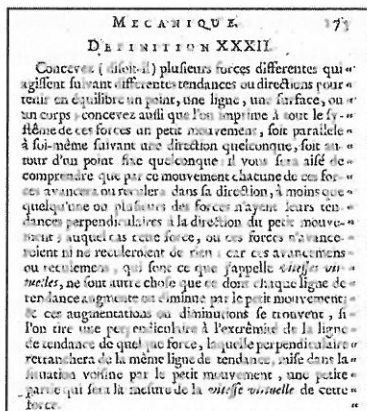 MECANIQUE. 175
DEFINITION XXXII.
Concevez (disoit-il) plusieurs forces differentes qui «
agissent suivant differentes tendances ou directions pour «
tenir en équilibre un point, une ligne, une surface, ou «
un corps ; concevez aussi que l'on imprime à tout le sy- «
stême de ces forces un petit mouvement, soit parallele «
à soi-même suivant une direction quelconque, soit au- «
tour d'un point fixe quelconque : il vous sera aisé de «
comprendre que par ce mouvement chacune de ces for- «
ces avancera ou reculera dans sa direction, à moins que «
quelqu'une ou plusieurs des forces n'ayent leurs ten- «
dances perpendiculaires à la direction du petit mouve- «
ment ; auquel cas cette force, ou ces forces n'avance- «
roient ni ne reculeroient de rien ; car ces avancemens «
ou reculemens, qui sont ce que j'appelle vitesses vir- «
tuelles, ne sont autre chose que ce dont chaque ligne de «
tendance augmente ou diminue par le petit mouvement; «
& ces augmentations ou diminutions se trouvent, si «
l'on tire une perpendiculaire à l'extrêmité de la ligne «
de tendance de quelque force, laquelle perpendiculaire «
retranchera de la même ligne de tendance, mise dans la «
situation voisine par le petit mouvement, une petite «
partie qui sera la mesure de la vitesse virtuelle de cette «
force. «